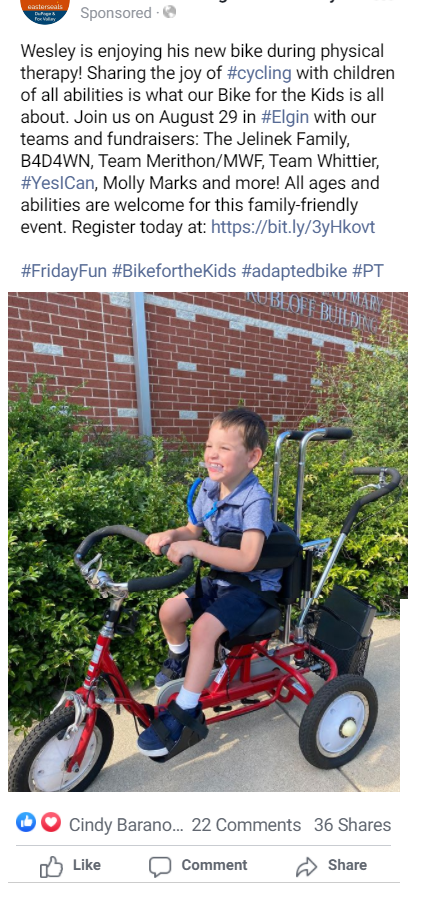 easterseals
DuPage &
Fox Valley
Sponsored ·
Wesley is enjoying his new bike during physical
therapy! Sharing the joy of #cycling with children
of all abilities is what our Bike for the Kids is all
about. Join us on August 29 in #Elgin with our
teams and fundraisers: The Jelinek Family,
B4D4WN, Team Merithon/MWF, Team Whittier,
#YesICan, Molly Marks and more! All ages and
abilities are welcome for this family-friendly
event. Register today at: https://bit.ly/3yHkovt
#FridayFun #BikefortheKids #adaptedbike #PT
AND MARY
RUBLOFF BUILDING
Cindy Barano... 22 Comments 36 Shares
Like Comment Share